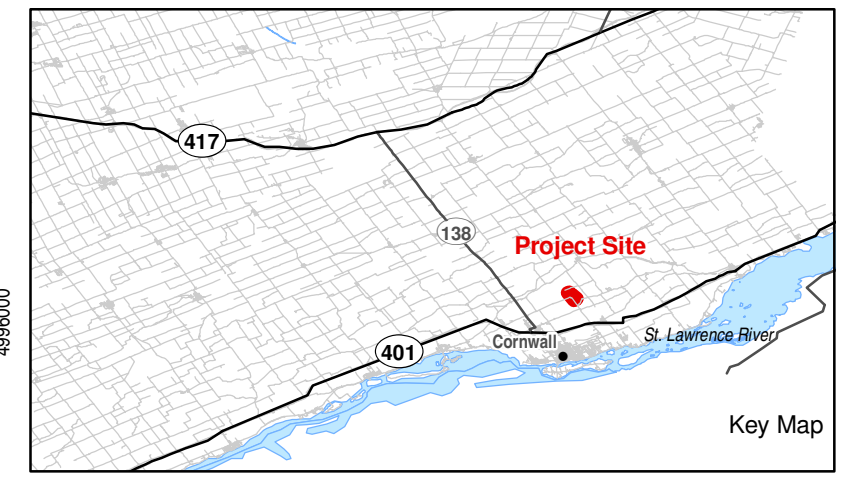 417
138
Project Site
4996000
St. Lawrence River
Cornwall
401
Key Map